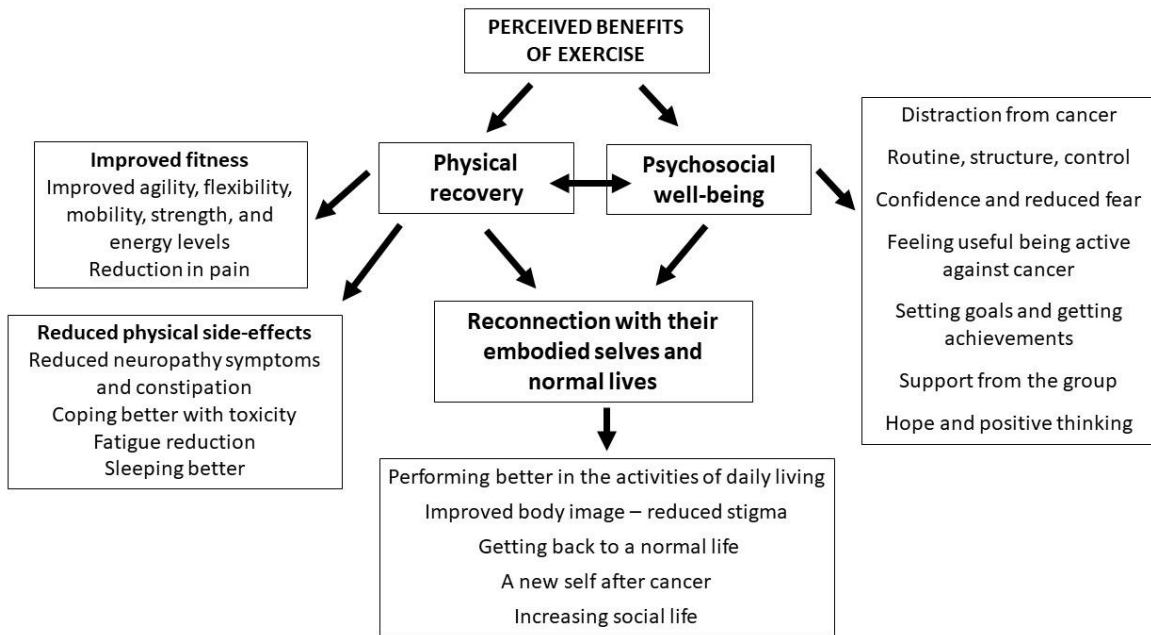 PERCEIVED BENEFITS
OF EXERCISE
Physical
recovery
Psychosocial
well-being
Improved fitness
Improved agility, flexibility,
mobility, strength, and
energy levels
Reduction in pain
Reduced physical side-effects
Reduced neuropathy symptoms
and constipation
Coping better with toxicity
Fatigue reduction
Sleeping better
Reconnection with their
embodied selves and
normal lives
Distraction from cancer
Routine, structure, control
Confidence and reduced fear
Feeling useful being active
against cancer
Setting goals and getting
achievements
Support from the group
Hope and positive thinking
Performing better in the activities of daily living
Improved body image – reduced stigma
Getting back to a normal life
A new self after cancer
Increasing social life